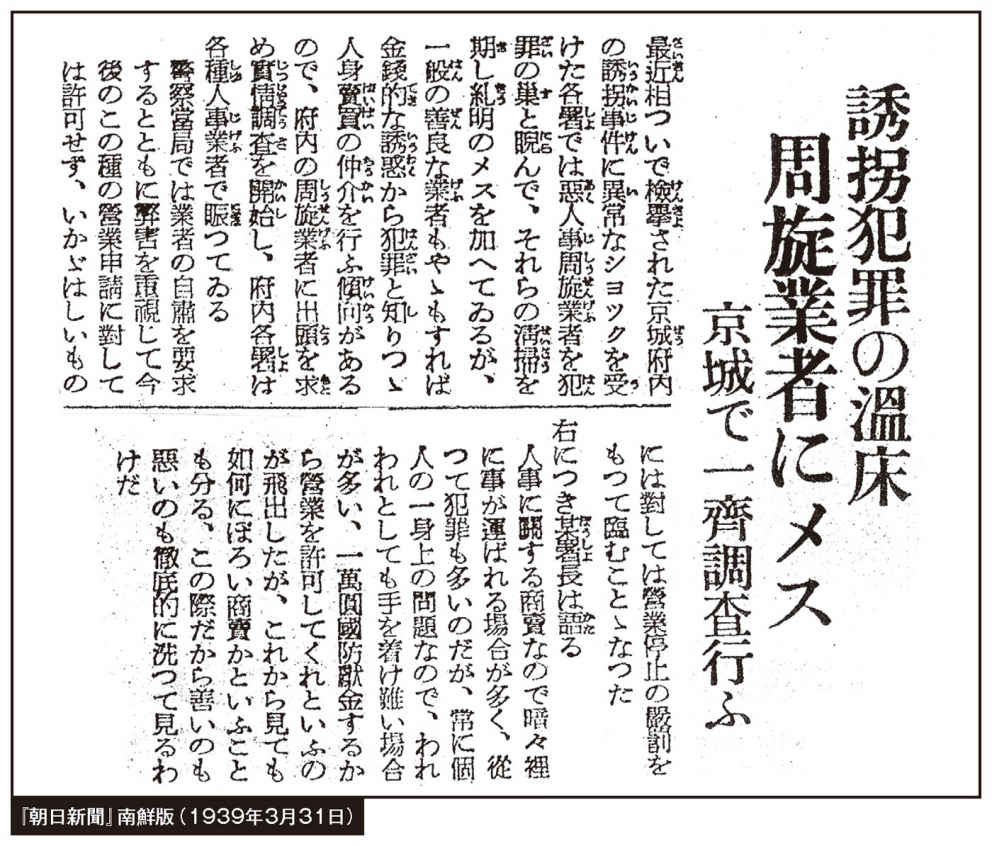 誘拐犯罪の溫床
周旋業者にメス
京城で一齊調査行ふ
最近相ついで檢擧された京城府内
の誘拐事件に異常なショックを受
けた各署では惡人事周旋業者を犯
罪の巣と睨んで、それらの淸掃を
期し糺明のメスを加へてゐるが、
一般の善良な業者もやゝもすれば
金錢的な誘惑から犯罪と知りつゝ
人身賣買の仲介を行ふ傾向がある
ので、府内の周旋業者に出頭を求
め實情調査を開始し、府内各署は
各種人事業者で賑つてゐる
警察當局では業者の自肅を要求
するとともに弊害を重視して今
後のこの種の營業申請に對して
は許可せず、いかゞはしいもの
には對しては營業停止の嚴罰を
もつて臨むことゝなつた
右につき某署長は語る
人事に關する商賣なので暗々裡
に事が運ばれる場合が多く、從
つて犯罪も多いのだが、常に個
人の一身上の問題なので、われ
われとしても手を着け難い場合
が多い、一萬圓國防獻金するか
ら營業を許可してくれといふの
が飛出したが、これから見ても
如何にぼろい商賣かといふこと
も分る、この際だから善いのも
惡いのも徹底的に洗つて見るわ
けだ
『朝日新聞』南鮮版（1939年3月31日）